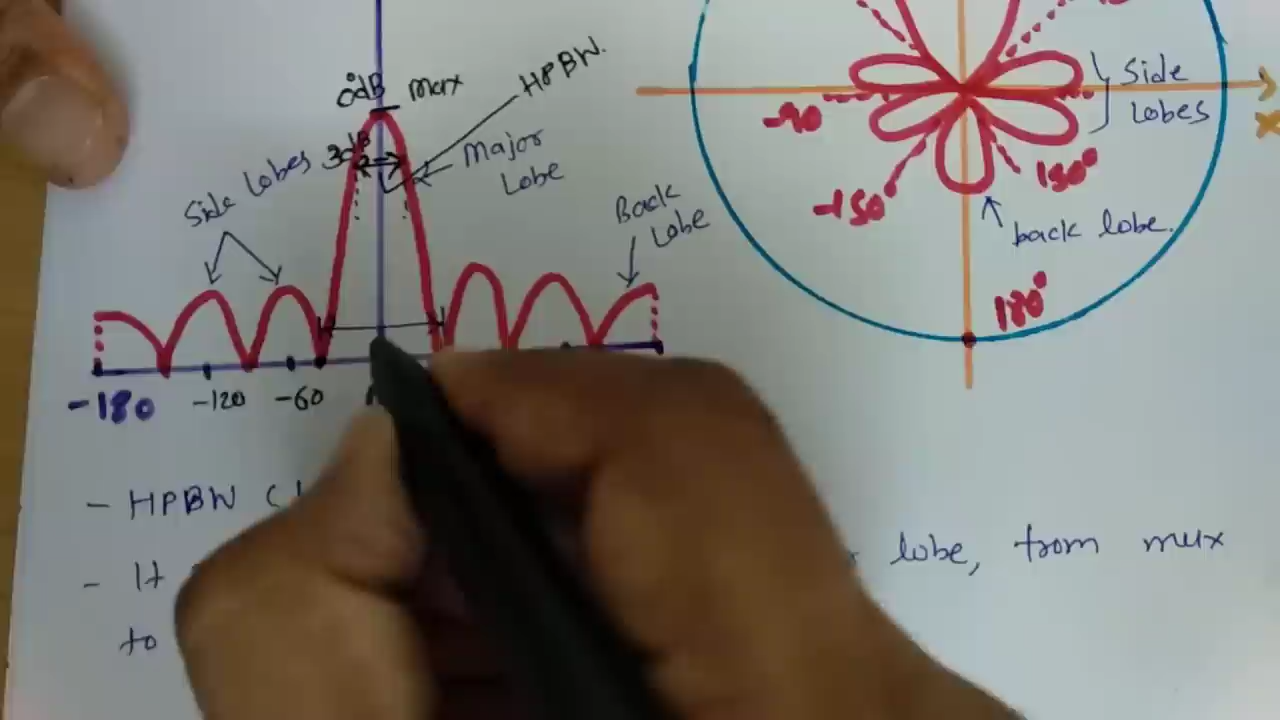 0dB max
HPBW.
3dB
Major
Lobe
Side Lobes
Back
Lobe
-180 -120 -60
Side
Lobes
-90
150°
-150°
back lobe.
180°
x
- HPBW (
- It lobe, from mux
to